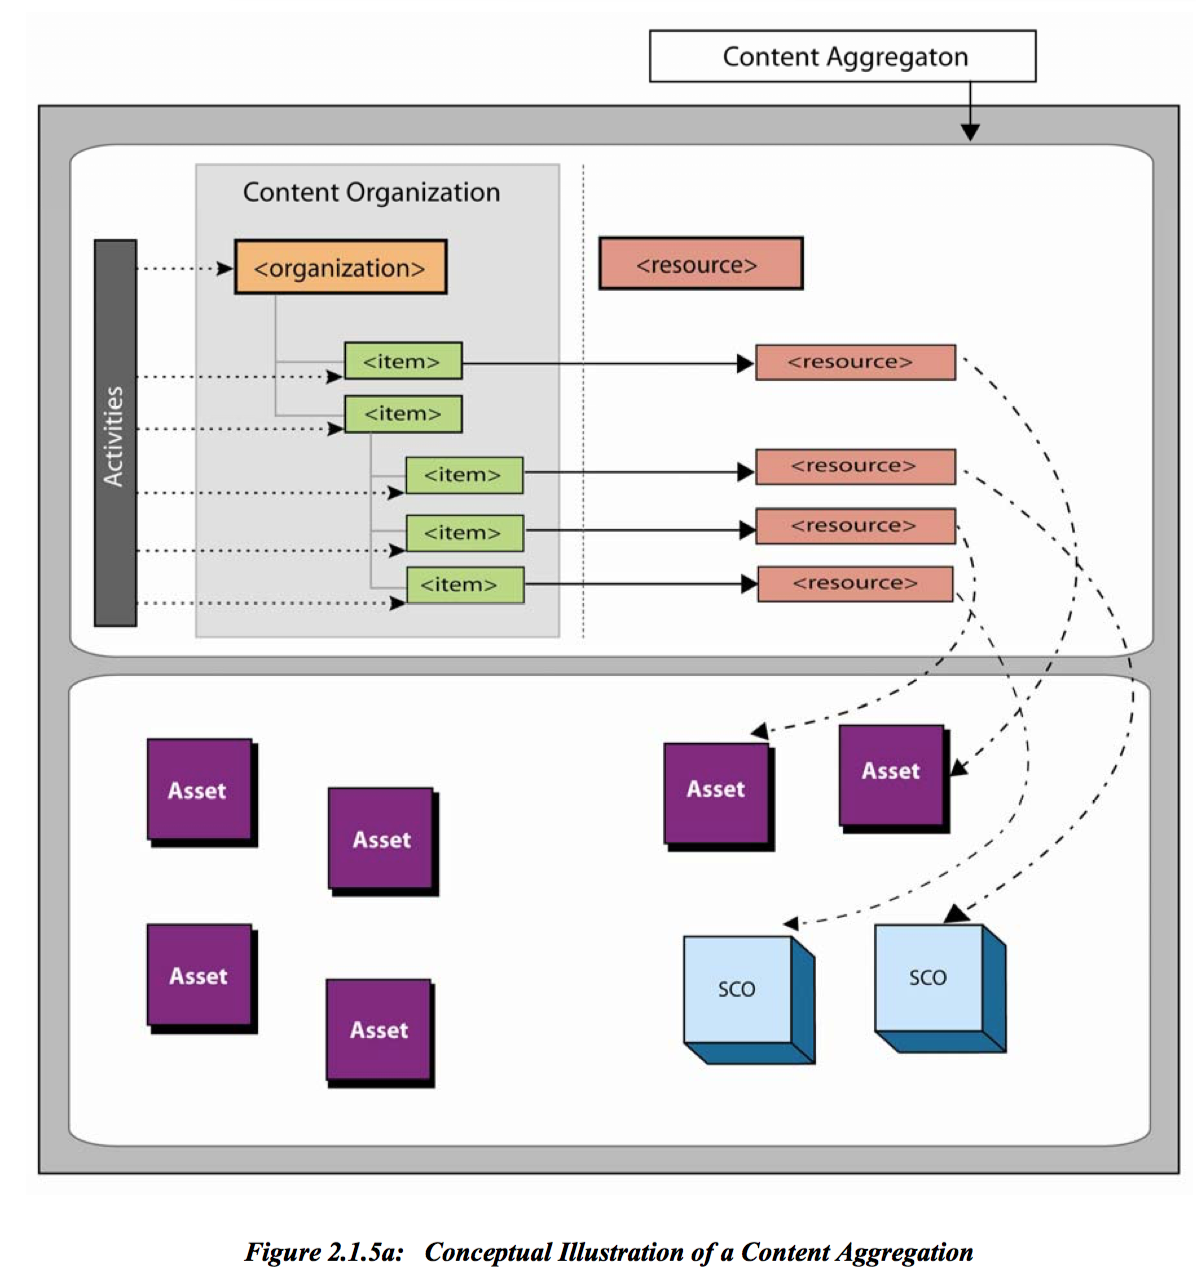 Content Aggregaton
Content Organization
Activities
<organization>
<resource>
<item>
<resource>
<item>
<item>
<resource>
<item>
<resource>
<item>
<resource>
Asset
Asset
Asset
Asset
Asset
Asset
SCO
SCO
Figure 2.1.5a: Conceptual Illustration of a Content Aggregation